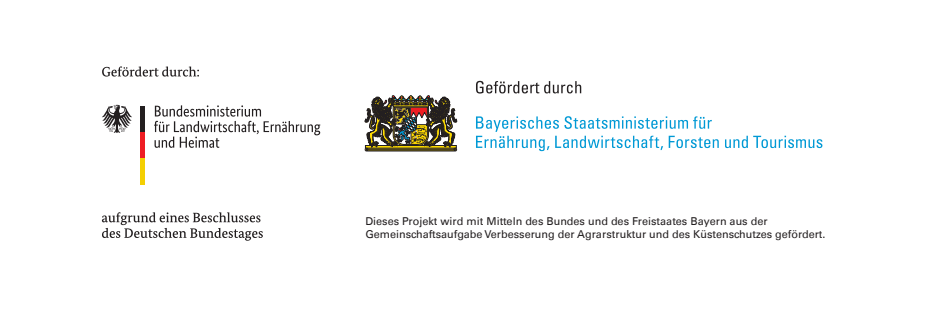 Gefördert durch:
Bundesministerium
für Landwirtschaft, Ernährung
und Heimat
aufgrund eines Beschlusses
des Deutschen Bundestages
Gefördert durch
Bayerisches Staatsministerium für
Ernährung, Landwirtschaft, Forsten und Tourismus
Dieses Projekt wird mit Mitteln des Bundes und des Freistaates Bayern aus der
Gemeinschaftsaufgabe Verbesserung der Agrarstruktur und des Küstenschutzes gefördert.